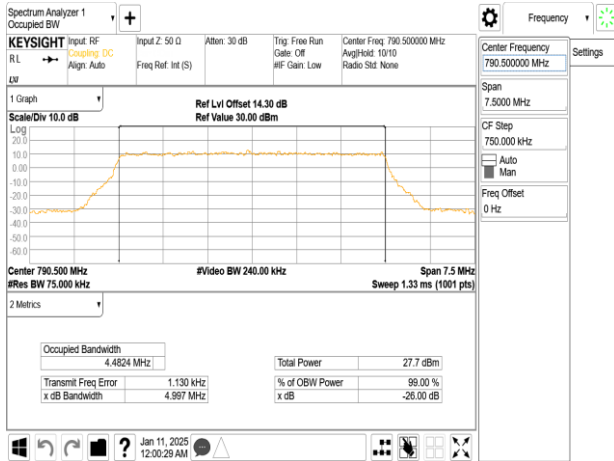 Spectrum Analyzer 1
Occupied BW
+
Frequency
KEYSIGHT
RL
LXI
Input: RF
Coupling: DC
Align: Auto
Input Z: 50 Ω
Freq Ref: Int (S)
Atten: 30 dB
Trig: Free Run
Gate: Off
#IF Gain: Low
Center Freq: 790.500000 MHz
Avg|Hold: 10/10
Radio Std: None
Center Frequency
790.500000 MHz
Settings
Span
7.5000 MHz
CF Step
750.000 kHz
Auto
Man
Freq Offset
0 Hz
1 Graph
Scale/Div 10.0 dB
Ref Lvl Offset 14.30 dB
Ref Value 30.00 dBm
Log
20.0
10.0
0.00
-10.0
-20.0
-30.0
-40.0
-50.0
-60.0
Center 790.500 MHz
#Video BW 240.00 kHz
Span 7.5 MHz
#Res BW 75.000 kHz
Sweep 1.33 ms (1001 pts)
2 Metrics
Occupied Bandwidth
4.4824 MHz
Total Power 27.7 dBm
Transmit Freq Error 1.130 kHz
% of OBW Power 99.00 %
x dB Bandwidth 4.997 MHz
x dB -26.00 dB
?
Jan 11, 2025
12:00:29 AM